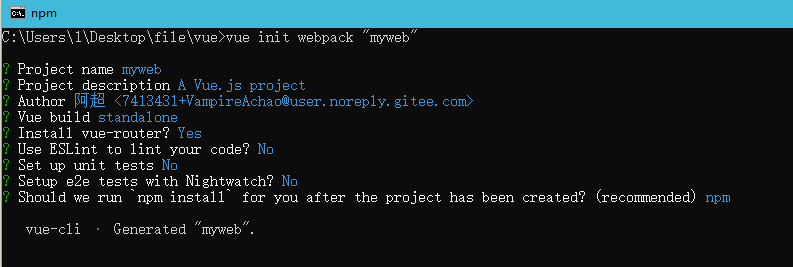 npm
C:\Users\1\Desktop\file\vue>vue init webpack "myweb"
? Project name myweb
? Project description A Vue.js project
? Author 阿超 <7413431+VampireAchao@user.noreply.gitee.com>
? Vue build standalone
? Install vue-router? Yes
? Use ESLint to lint your code? No
? Set up unit tests No
? Setup e2e tests with Nightwatch? No
? Should we run `npm install` for you after the project has been created? (recommended) npm
vue-cli · Generated "myweb".